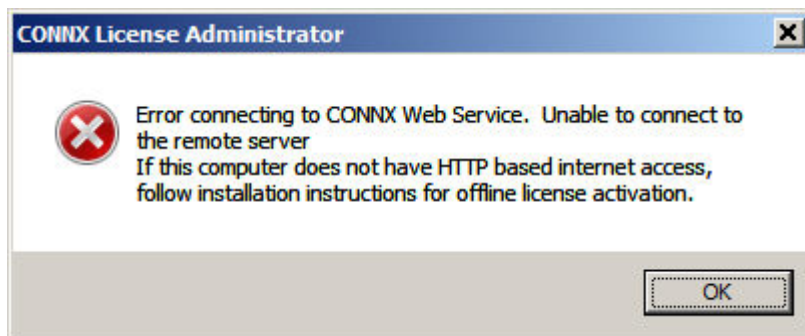 CONNX License Administrator
Error connecting to CONNX Web Service.  Unable to connect to
the remote server
If this computer does not have HTTP based internet access,
follow installation instructions for offline license activation.
OK